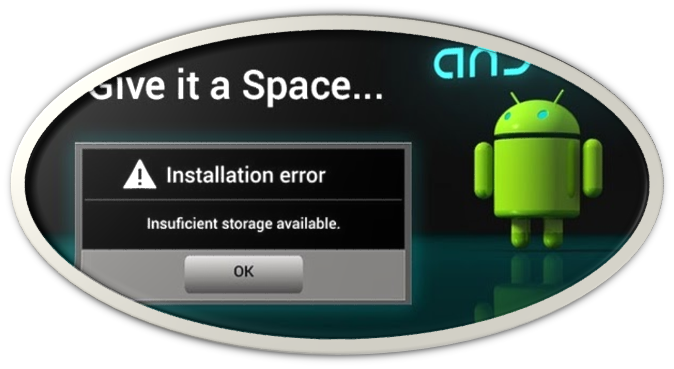 Give it a Space...
Installation error
Insuficient storage available.
OK